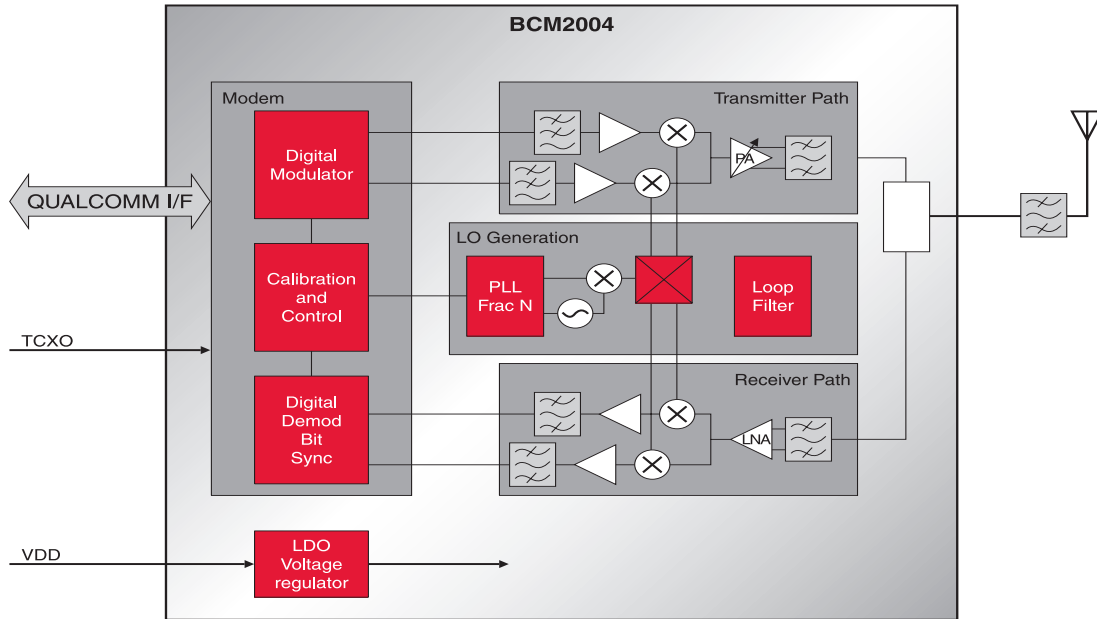 BCM2004
Modem
Transmitter Path
Digital
Modulator
PA
QUALCOMM I/F
LO Generation
Calibration
and
Control
PLL
Frac N
Loop
Filter
TCXO
Receiver Path
Digital
Demod
Bit
Sync
LNA
VDD
LDO
Voltage
regulator